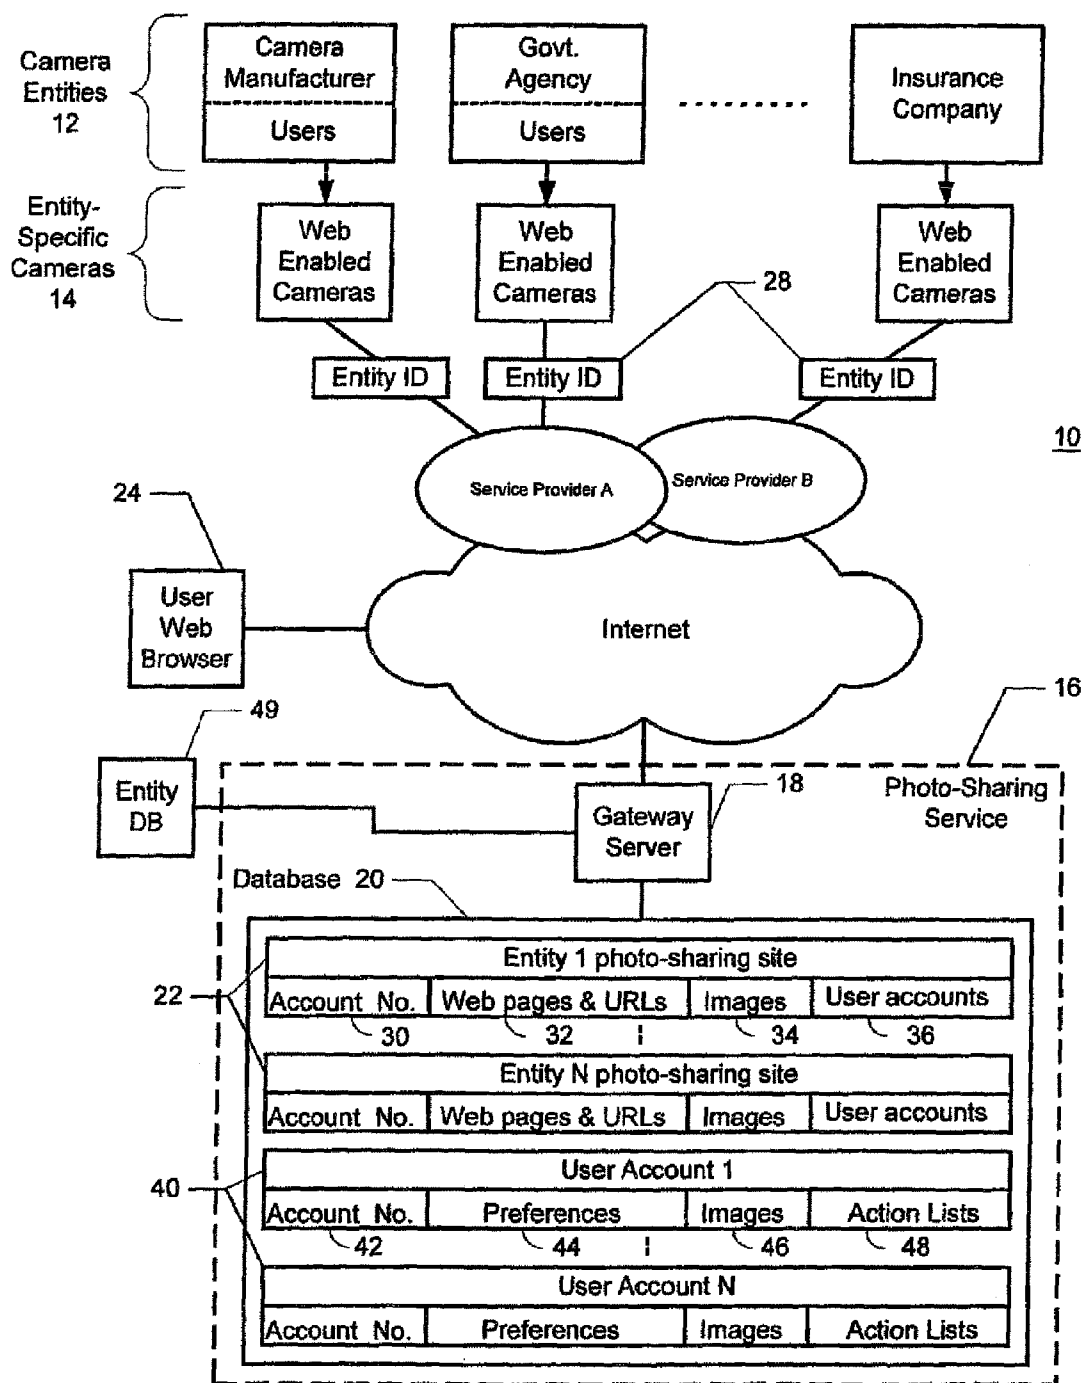 Camera
Entities
12
Camera
Manufacturer
Users
Govt.
Agency
Users
Insurance
Company
Entity-
Specific
Cameras
14
Web
Enabled
Cameras
Web
Enabled
Cameras
Web
Enabled
Cameras
28
Entity ID
Entity ID
Entity ID
10
Service Provider A
Service Provider B
24
User
Web
Browser
Internet
16
49
Entity
DB
18
Gateway
Server
Photo-Sharing
Service
Database 20
Entity 1 photo-sharing site
22
Account No.
Web pages & URLs
Images
User accounts
30
32
34
36
Entity N photo-sharing site
Account No.
Web pages & URLs
Images
User accounts
User Account 1
40
Account No.
Preferences
Images
Action Lists
42
44
46
48
User Account N
Account No.
Preferences
Images
Action Lists